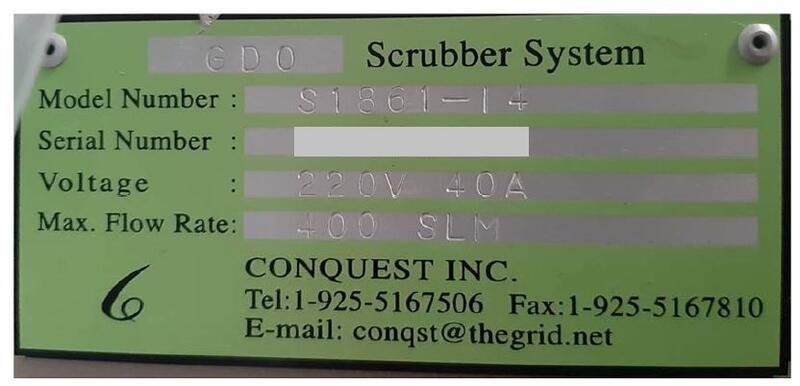 GDO Scrubber System
Model Number : S1861-14
Serial Number :
Voltage : 220V 40A
Max. Flow Rate: 400 SLM
CONQUEST INC.
Tel:1-925-5167506 Fax:1-925-5167810
E-mail: conqst@thegrid.net